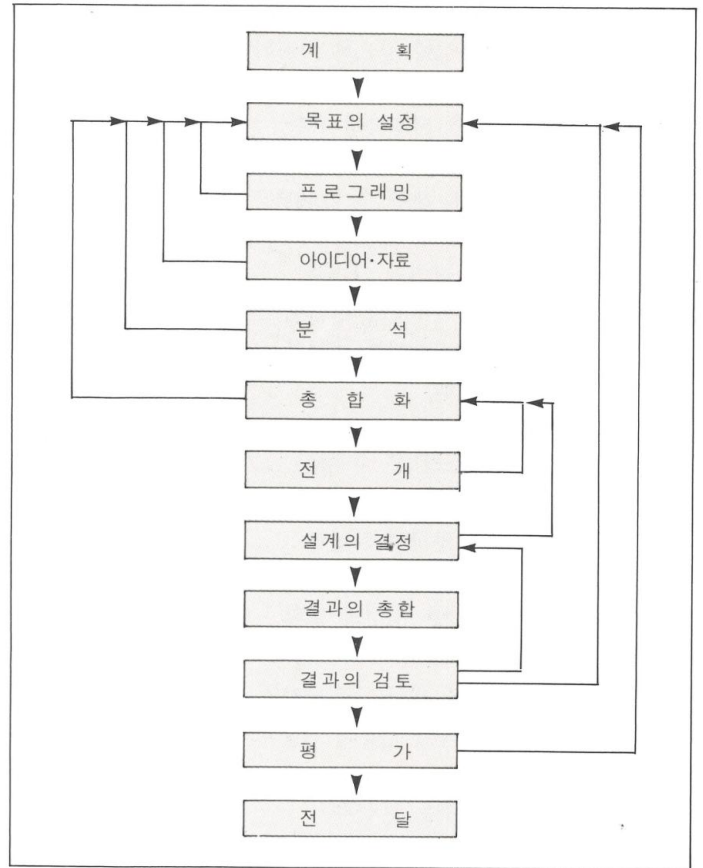 계 획
목표의 설정
프로그래밍
아이디어·자료
분 석
총 합 화
전 개
설계의 결정
결과의 총합
결과의 검토
평 가
전 달